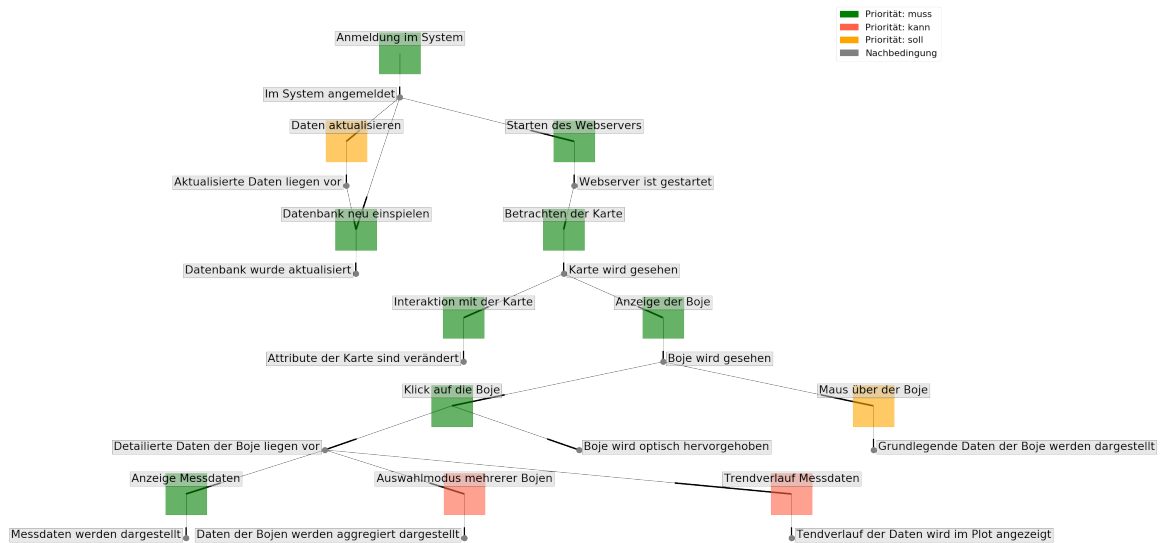 Priorität: muss
Priorität: kann
Priorität: soll
Nachbedingung
Anmeldung im System
Im System angemeldet
Daten aktualisieren
Starten des Webservers
Aktualisierte Daten liegen vor
Webserver ist gestartet
Datenbank neu einspielen
Betrachten der Karte
Datenbank wurde aktualisiert
Karte wird gesehen
Interaktion mit der Karte
Anzeige der Boje
Attribute der Karte sind verändert
Boje wird gesehen
Klick auf die Boje
Maus über der Boje
Detailierte Daten der Boje liegen vor
Boje wird optisch hervorgehoben
Grundlegende Daten der Boje werden dargestellt
Anzeige Messdaten
Auswahlmodus mehrerer Bojen
Trendverlauf Messdaten
Messdaten werden dargestellt
Daten der Bojen werden aggregiert dargestellt
Tendverlauf der Daten wird im Plot angezeigt